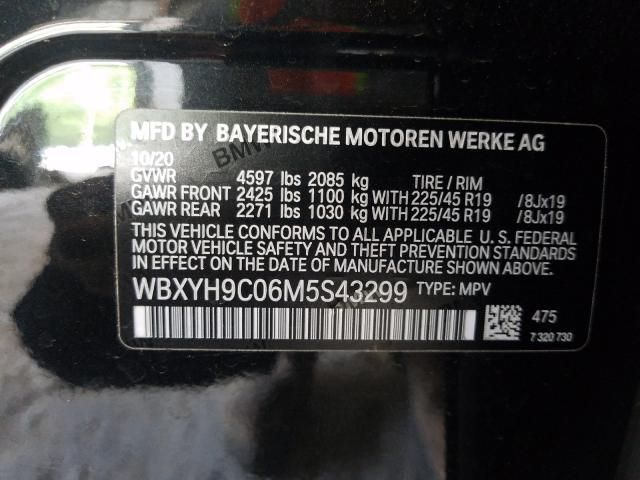 MFD BY BAYERISCHE MOTOREN WERKE AG
10/20
GVWR 4597 lbs 2085 kg TIRE / RIM
GAWR FRONT 2425 lbs 1100 kg WITH 225/45 R19 /8Jx19
GAWR REAR 2271 lbs 1030 kg WITH 225/45 R19 /8Jx19
THIS VEHICLE CONFORMS TO ALL APPLICABLE U. S. FEDERAL
MOTOR VEHICLE SAFETY AND THEFT PREVENTION STANDARDS
IN EFFECT ON THE DATE OF MANUFACTURE SHOWN ABOVE.
WBXYH9C06M5S43299 TYPE: MPV
475
7 320 730